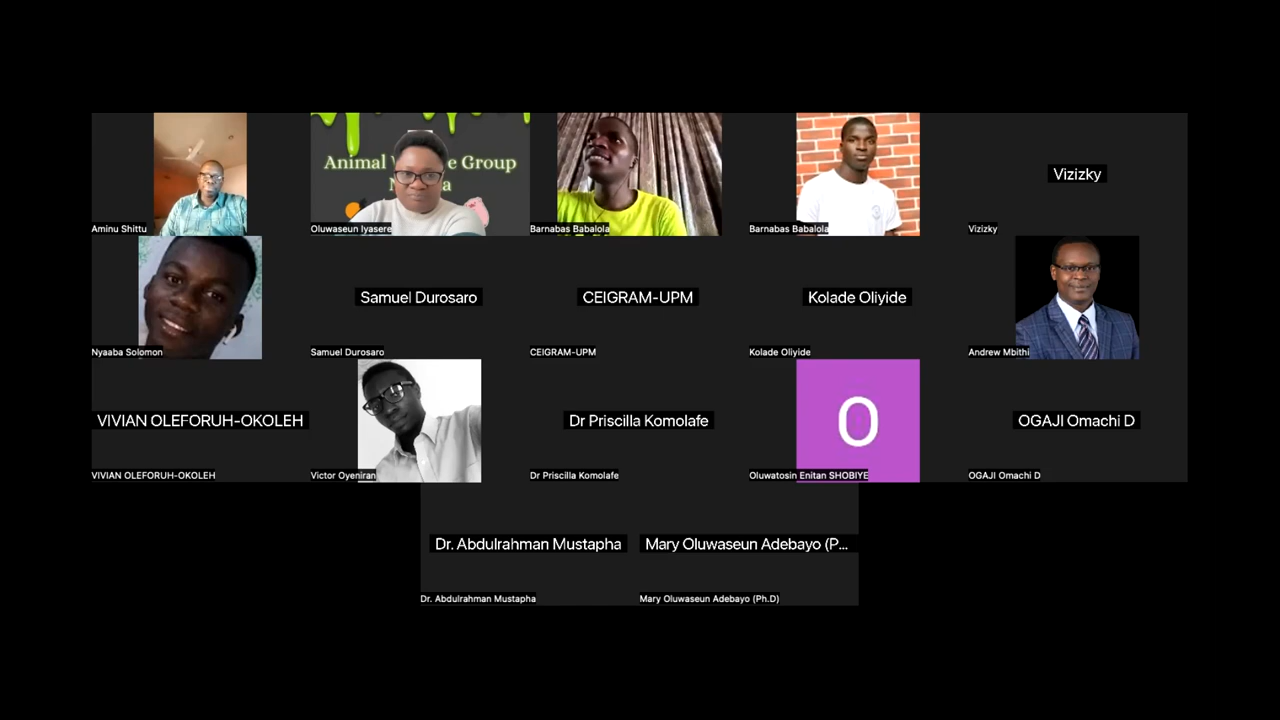 Animal W e Group
N a
Aminu Shittu
Oluwaseun Iyasere
Barnabas Babalola
Barnabas Babalola
Vizizky
Vizizky
Nyaaba Solomon
Samuel Durosaro
Samuel Durosaro
CEIGRAM-UPM
CEIGRAM-UPM
Kolade Oliyide
Kolade Oliyide
Andrew Mbithi
VIVIAN OLEFORUH-OKOLEH
VIVIAN OLEFORUH-OKOLEH
Victor Oyeniran
Dr Priscilla Komolafe
Dr Priscilla Komolafe
O
Oluwatosin Enitan SHOBIYE
OGAJI Omachi D
OGAJI Omachi D
Dr. Abdulrahman Mustapha
Dr. Abdulrahman Mustapha
Mary Oluwaseun Adebayo (P...
Mary Oluwaseun Adebayo (Ph.D)